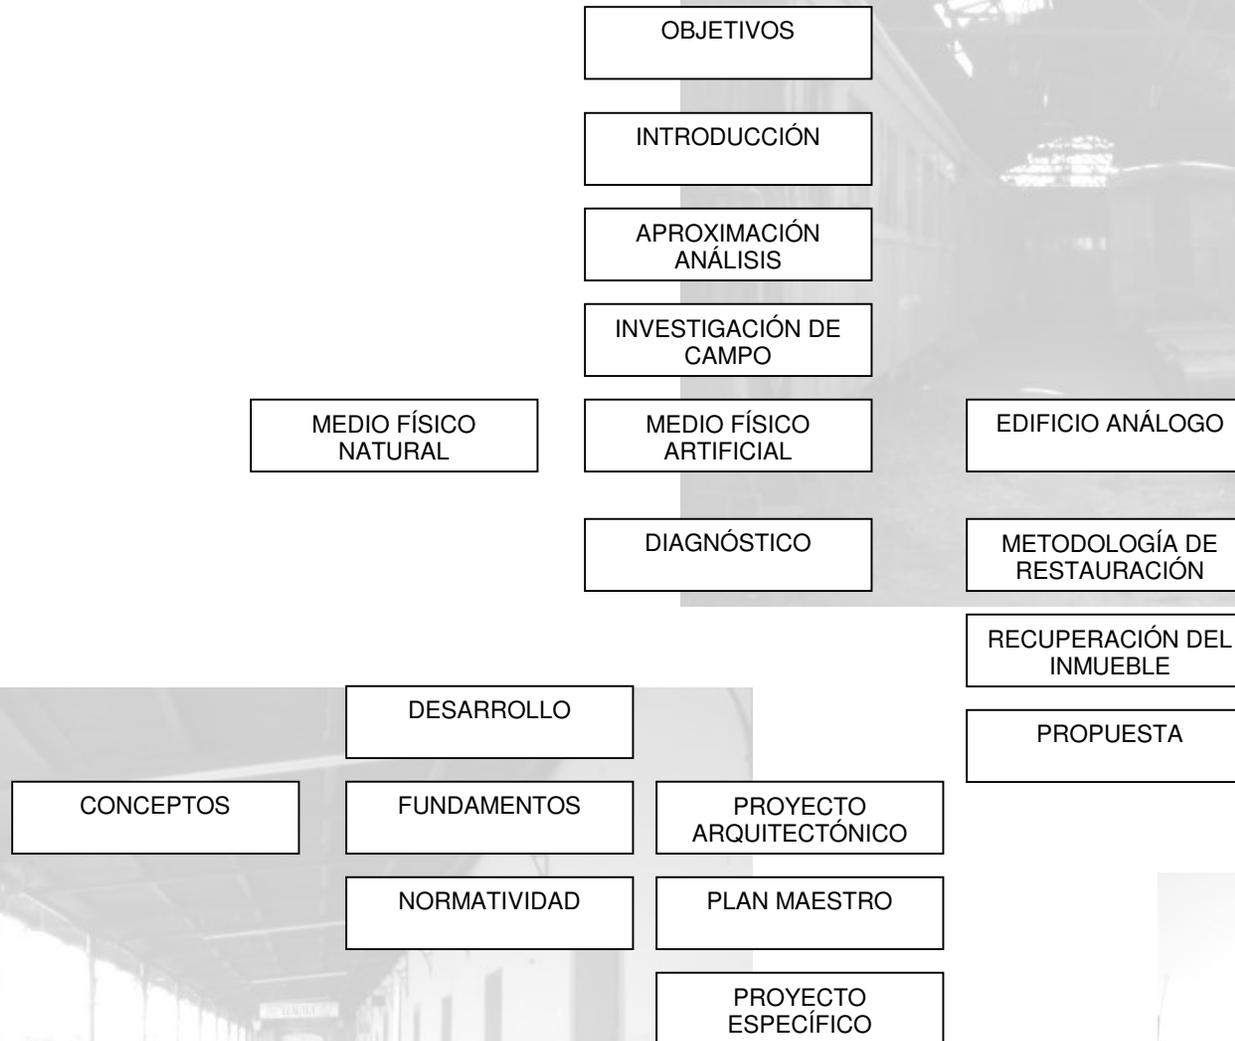 OBJETIVOS
INTRODUCCIÓN
APROXIMACIÓN
ANÁLISIS
INVESTIGACIÓN DE
CAMPO
MEDIO FÍSICO
NATURAL
MEDIO FÍSICO
ARTIFICIAL
EDIFICIO ANÁLOGO
DIAGNÓSTICO
METODOLOGÍA DE
RESTAURACIÓN
RECUPERACIÓN DEL
INMUEBLE
PROPUESTA
DESARROLLO
CONCEPTOS
FUNDAMENTOS
PROYECTO
ARQUITECTÓNICO
NORMATIVIDAD
PLAN MAESTRO
PROYECTO
ESPECÍFICO